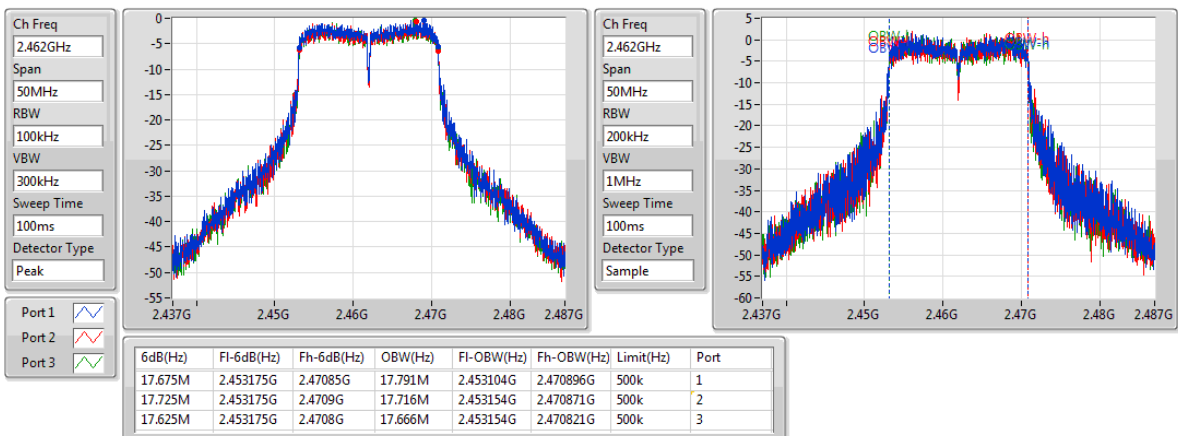 Ch Freq
2.462GHz
Span
50MHz
RBW
100kHz
VBW
300kHz
Sweep Time
100ms
Detector Type
Peak
Port 1
Port 2
Port 3
0-
-5-
-10-
-15-
-20-
-25-
-30-
-35-
-40-
-45-
-50-
-55-
2.437G 2.45G 2.46G 2.47G 2.48G 2.487G
Ch Freq
2.462GHz
Span
50MHz
RBW
200kHz
VBW
1MHz
Sweep Time
100ms
Detector Type
Sample
5-
0-
-5-
-10-
-15-
-20-
-25-
-30-
-35-
-40-
-45-
-50-
-55-
-60-
2.437G 2.45G 2.46G 2.47G 2.48G 2.487G
6dB(Hz) Fl-6dB(Hz) Fh-6dB(Hz) OBW(Hz) Fl-OBW(Hz) Fh-OBW(Hz) Limit(Hz) Port
17.675M 2.453175G 2.47085G 17.791M 2.453104G 2.470896G 500k 1
17.725M 2.453175G 2.4709G 17.716M 2.453154G 2.470871G 500k 2
17.625M 2.453175G 2.4708G 17.666M 2.453154G 2.470821G 500k 3